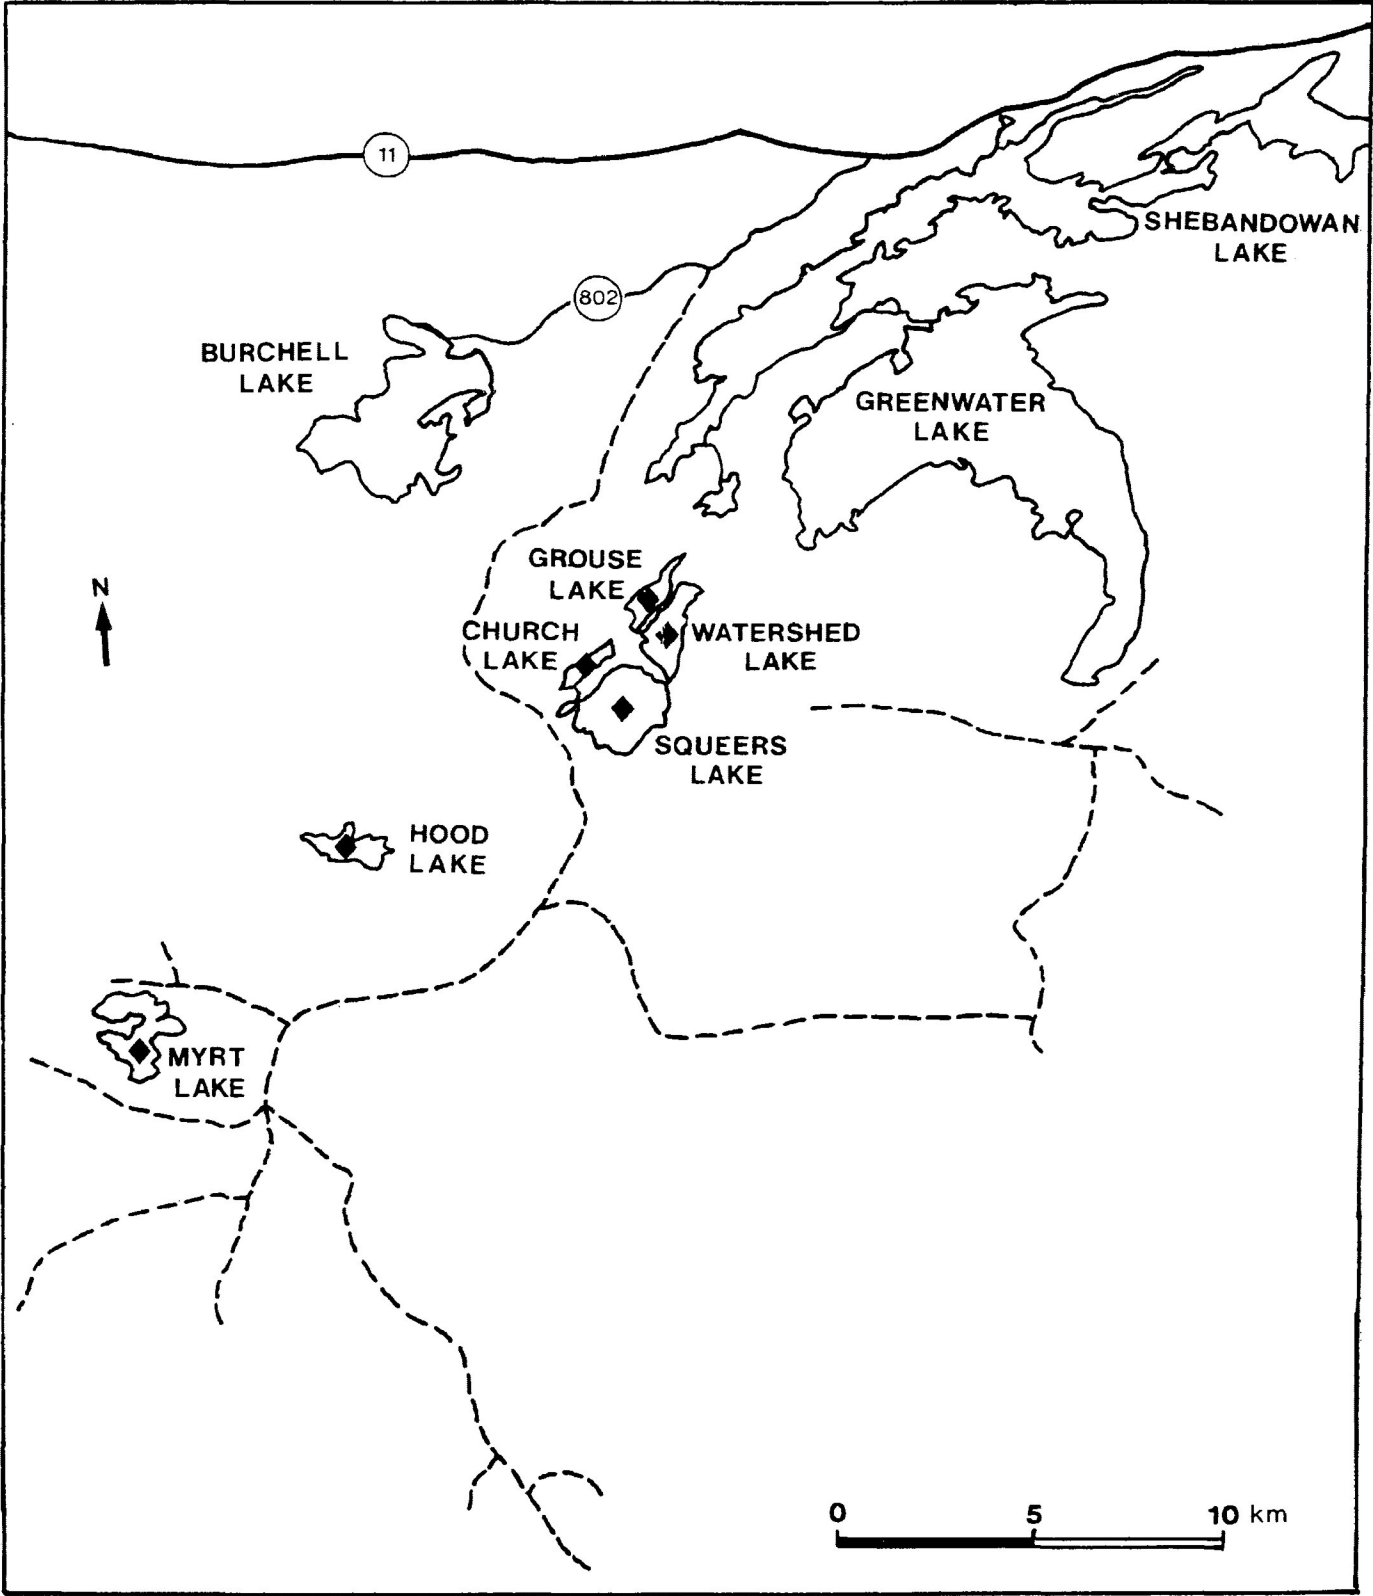 11
SHEBANDOWAN
LAKE
802
BURCHELL
LAKE
GREENWATER
LAKE
GROUSE
LAKE
N
CHURCH
LAKE
WATERSHED
LAKE
SQUEERS
LAKE
HOOD
LAKE
MYRT
LAKE
0 5 10 km